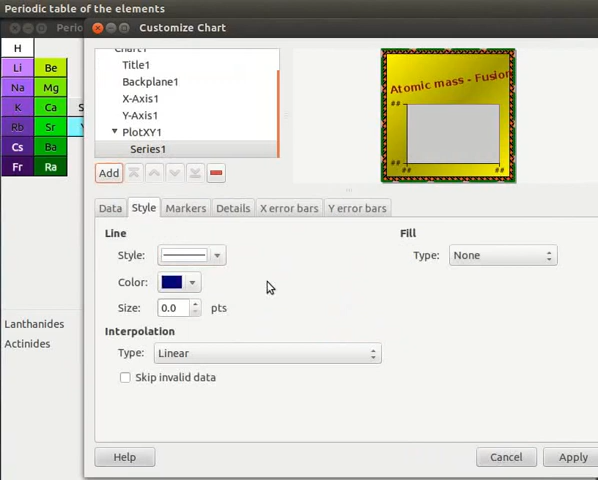 Periodic table of the elements
Perio
Customize Chart
H
Li Be
Na Mg
K Ca S
Rb Sr Y
Cs Ba
Fr Ra
Lanthanides
Actinides
Chart1
Title1
Backplane1
X-Axis1
Y-Axis1
PlotXY1
Series1
Atomic mass - Fusion
##
##
## ##
Add
Data Style Markers Details X error bars Y error bars
Line
Style:
Color:
Size: 0.0 pts
Fill
Type: None
Interpolation
Type: Linear
Skip invalid data
Help Cancel Apply